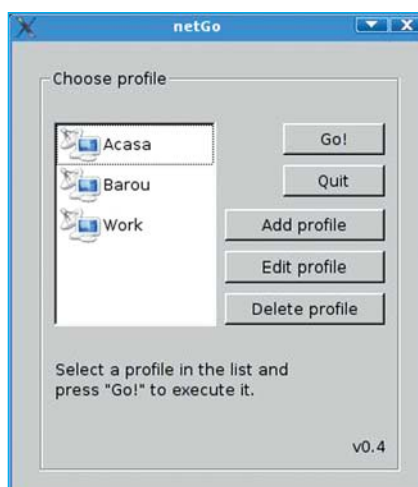 netGo
Choose profile
Acasa
Barou
Work
Go!
Quit
Add profile
Edit profile
Delete profile
Select a profile in the list and
press "Go!" to execute it.
v0.4